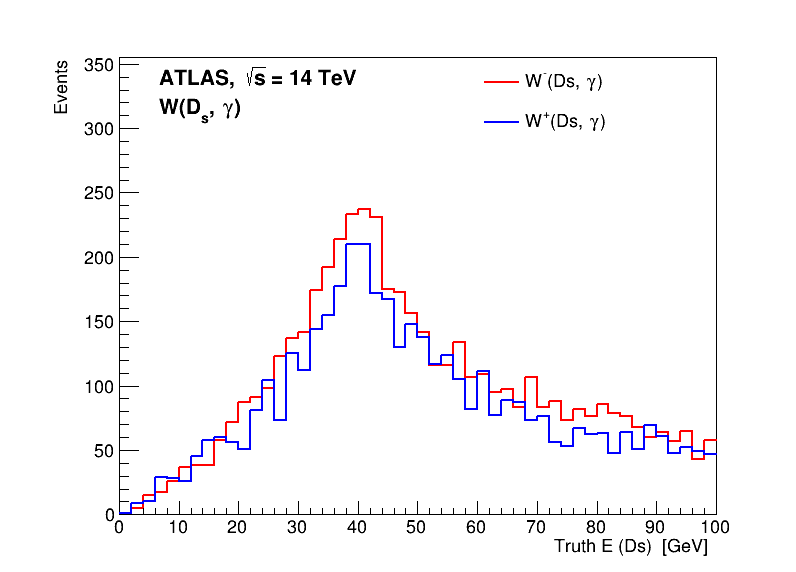 ATLAS, √s = 14 TeV
W(Ds, γ)
W⁻(Ds, γ)
W⁺(Ds, γ)
Events
350
300
250
200
150
100
50
0
0 10 20 30 40 50 60 70 80 90 100
Truth E (Ds) [GeV]